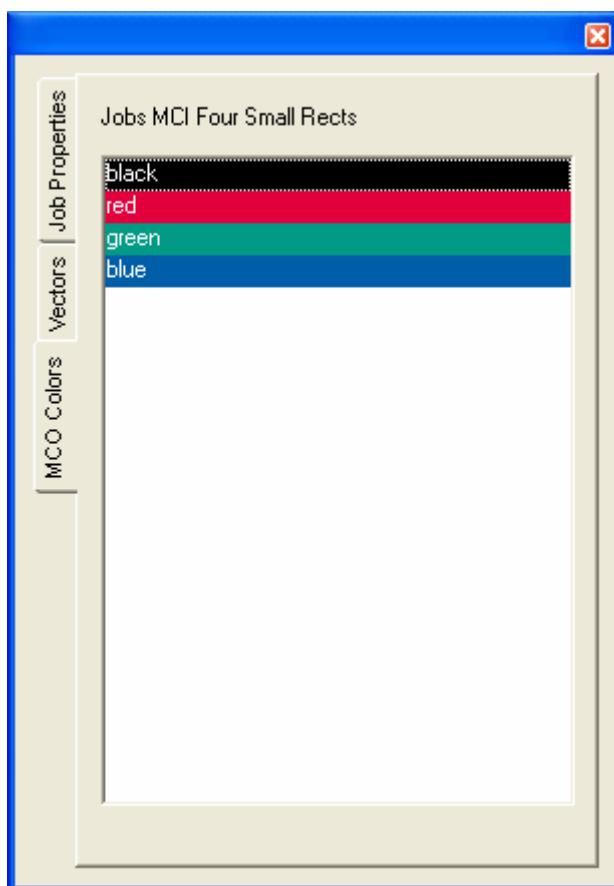 Job Properties
Vectors
MCO Colors
Jobs MCI Four Small Rects
black
red
green
blue